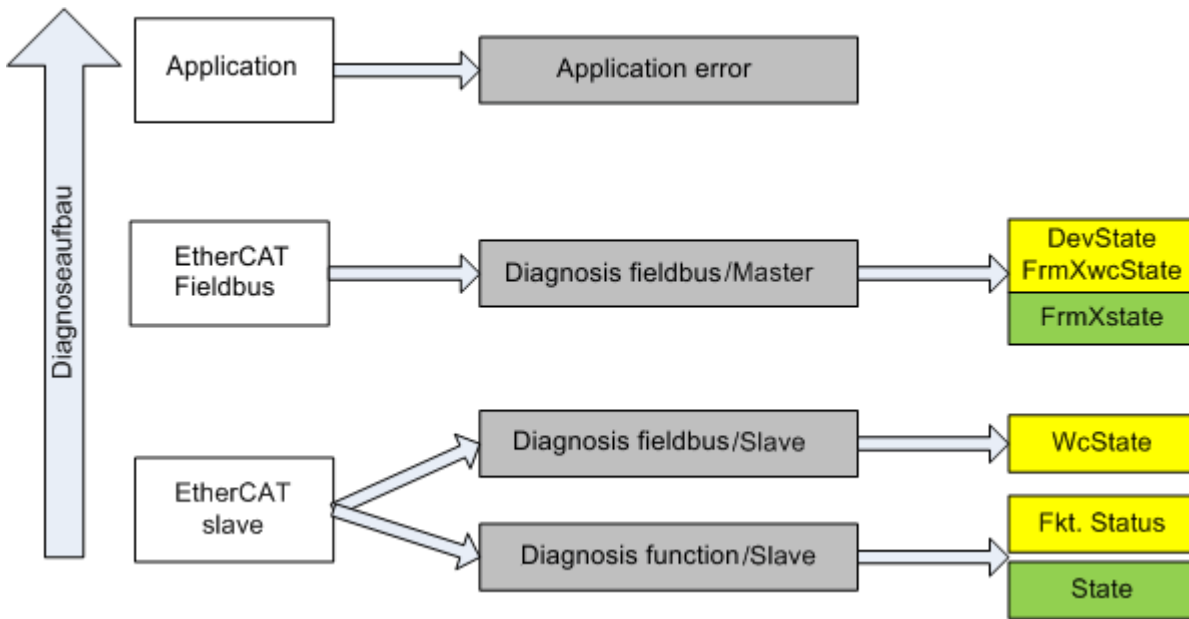 Diagnoseaufbau
Application
Application error
EtherCAT
Fieldbus
Diagnosis fieldbus/Master
DevState
FrmXwcState
FrmXstate
EtherCAT
slave
Diagnosis fieldbus/Slave
WcState
Diagnosis function/Slave
Fkt. Status
State